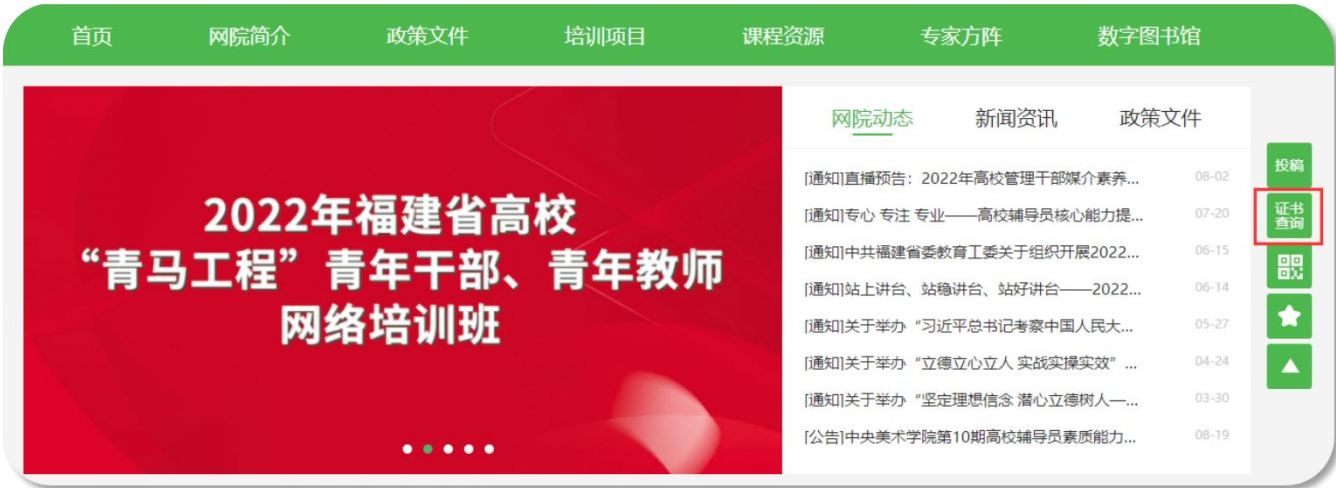 首页 网院简介 政策文件 培训项目 课程资源 专家方阵 数字图书馆
2022年福建省高校
“青马工程”青年干部、青年教师
网络培训班
网院动态 新闻资讯 政策文件
[通知]直播预告：2022年高校管理干部媒介素养... 08-02
[通知]专心 专注 专业——高校辅导员核心能力提... 07-20
[通知]中共福建省委教育工委关于组织开展2022... 06-15
[通知]站上讲台、站稳讲台、站好讲台——2022... 06-14
[通知]关于举办“习近平总书记考察中国人民大... 05-27
[通知]关于举办“立德立心立人 实战实操实效”... 04-24
[通知]关于举办“坚定理想信念 潜心立德树人—... 03-30
[公告]中央美术学院第10期高校辅导员素质能力... 08-19
投稿
证书
查询